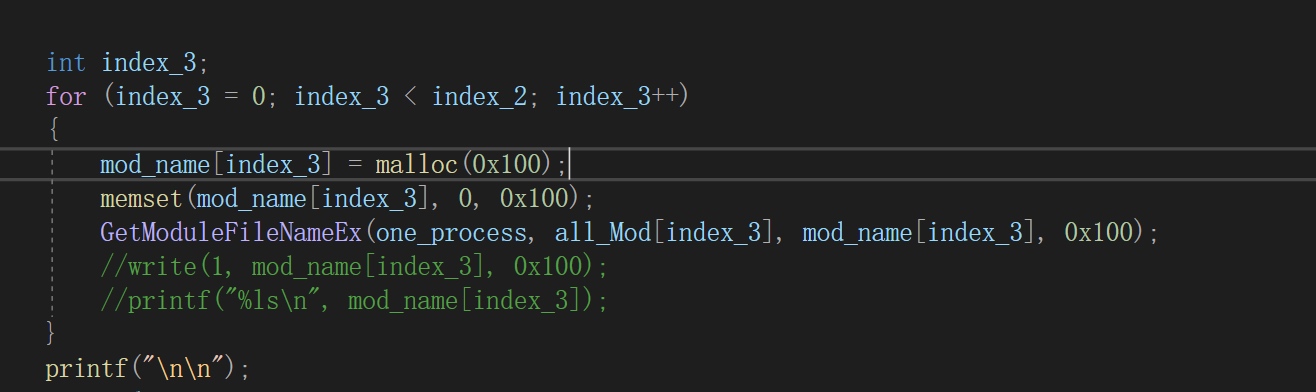 int index_3;
for (index_3 = 0; index_3 < index_2; index_3++)
{
mod_name[index_3] = malloc(0x100);
memset(mod_name[index_3], 0, 0x100);
GetModuleFileNameEx(one_process, all_Mod[index_3], mod_name[index_3], 0x100);
//write(1, mod_name[index_3], 0x100);
//printf("%ls\n", mod_name[index_3]);
}
printf("\n\n");